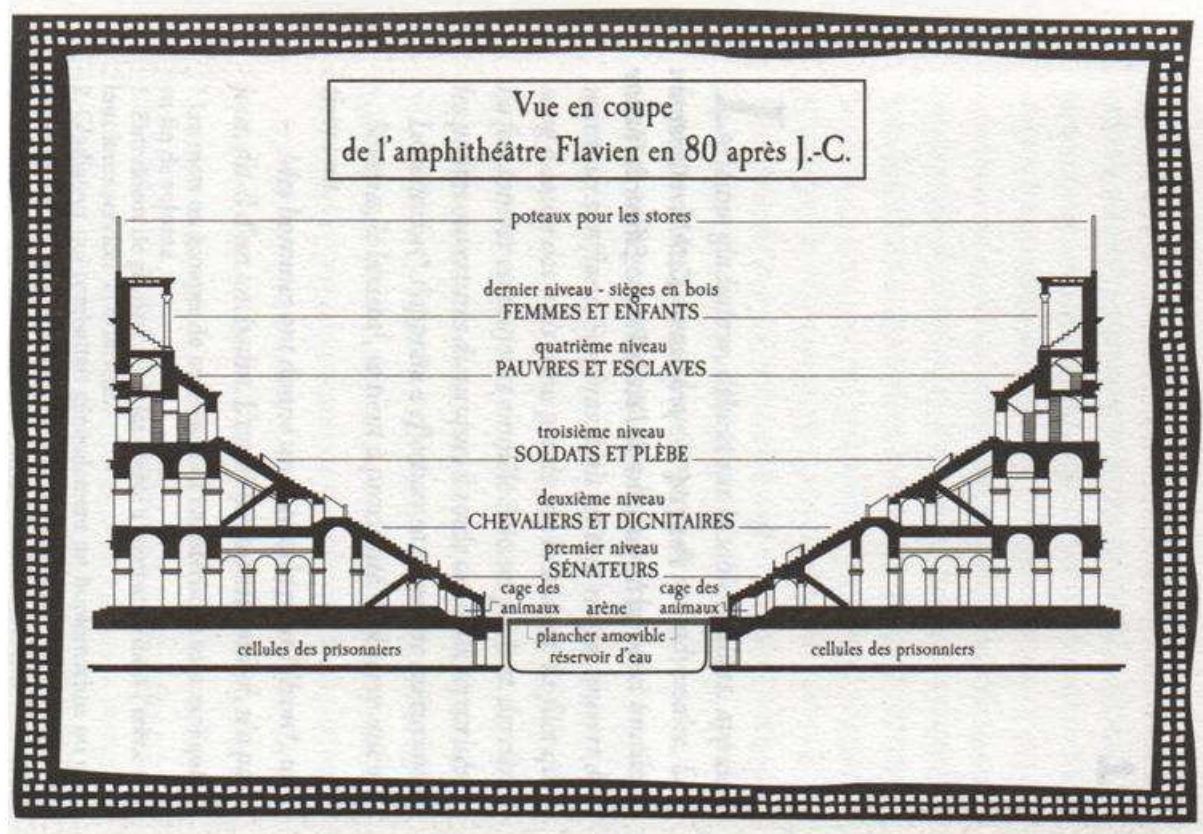 Vue en coupe
de l'amphithéâtre Flavien en 80 après J.-C.
poteaux pour les stores
dernier niveau - sièges en bois
FEMMES ET ENFANTS
quatrième niveau
PAUVRES ET ESCLAVES
troisième niveau
SOLDATS ET PLÈBE
deuxième niveau
CHEVALIERS ET DIGNITAIRES
premier niveau
SÉNATEURS
cage des
animaux
arène
cage des
animaux
plancher amovible
réservoir d'eau
cellules des prisonniers
cellules des prisonniers